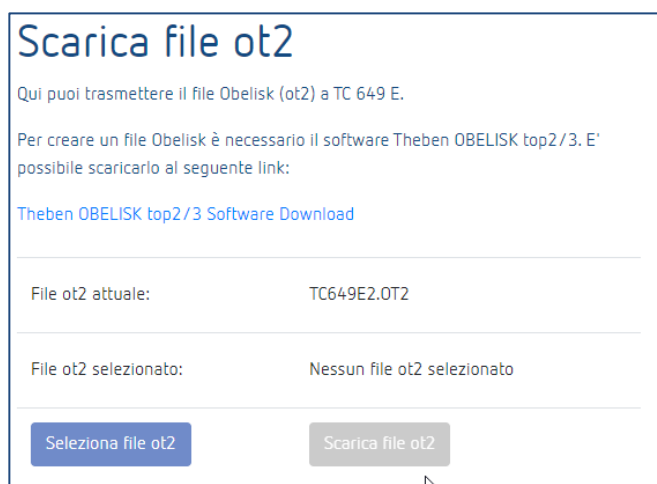 Scarica file ot2
Qui puoi trasmettere il file Obelisk (ot2) a TC 649 E.
Per creare un file Obelisk è necessario il software Theben OBELISK top2/3. E'
possibile scaricarlo al seguente link:
Theben OBELISK top2/3 Software Download
File ot2 attuale: TC649E2.OT2
File ot2 selezionato: Nessun file ot2 selezionato
Seleziona file ot2 Scarica file ot2